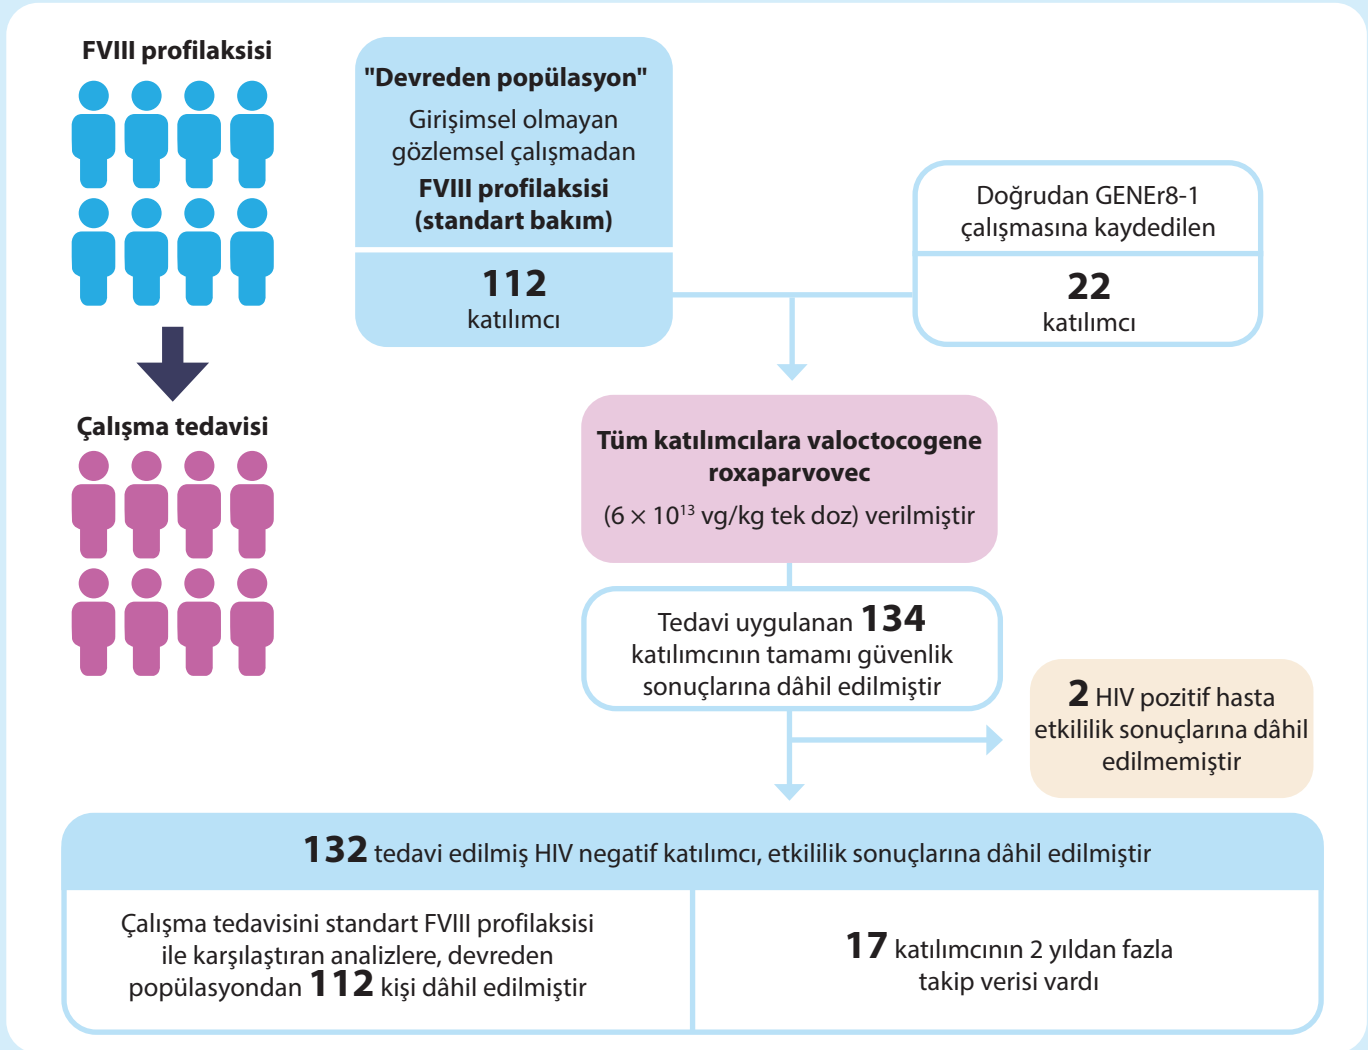 FVIII profilaksisi
"Devreden popülasyon"
Girişimsel olmayan
gözlemsel çalışmadan
FVIII profilaksisi
(standart bakım)
112
katılımcı
Doğrudan GENEr8-1
çalışmasına kaydedilen
22
katılımcı
Çalışma tedavisi
Tüm katılımcılara valoctocogene
roxaparvovec
(6 × 10¹³ vg/kg tek doz) verilmiştir
Tedavi uygulanan 134
katılımcının tamamı güvenlik
sonuçlarına dâhil edilmiştir
2 HIV pozitif hasta
etkililik sonuçlarına dâhil
edilmemiştir
132 tedavi edilmiş HIV negatif katılımcı, etkililik sonuçlarına dâhil edilmiştir
Çalışma tedavisini standart FVIII profilaksisi
ile karşılaştıran analizlere, devreden
popülasyondan 112 kişi dâhil edilmiştir
17 katılımcının 2 yıldan fazla
takip verisi vardı